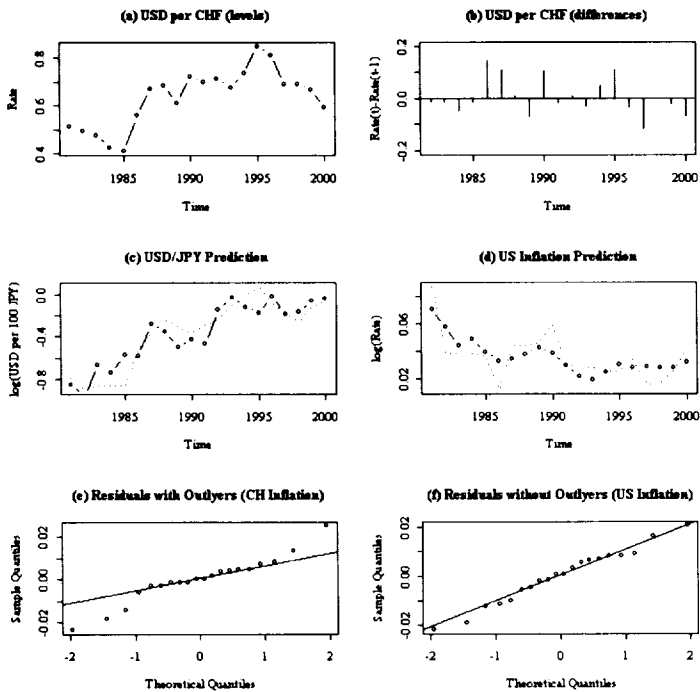 (a) USD per CHF (levels)
Rate
0.8
0.6
0.4
1985 1990 1995 2000
Time
(b) USD per CHF (differences)
Rate(t)-Rate(t-1)
0.2
0.0
-0.2
1985 1990 1995 2000
Time
(c) USD/JPY Prediction
log(USD per 100 JPY)
0.0
-0.4
-0.8
1985 1990 1995 2000
Time
(d) US Inflation Prediction
log(Rate)
0.06
0.02
1985 1990 1995 2000
Time
(e) Residuals with Outlyers (CH Inflation)
Sample Quantiles
0.02
0.00
-0.02
-2 -1 0 1 2
Theoretical Quantiles
(f) Residuals without Outlyers (US Inflation)
Sample Quantiles
0.02
0.00
-0.02
-2 -1 0 1 2
Theoretical Quantiles